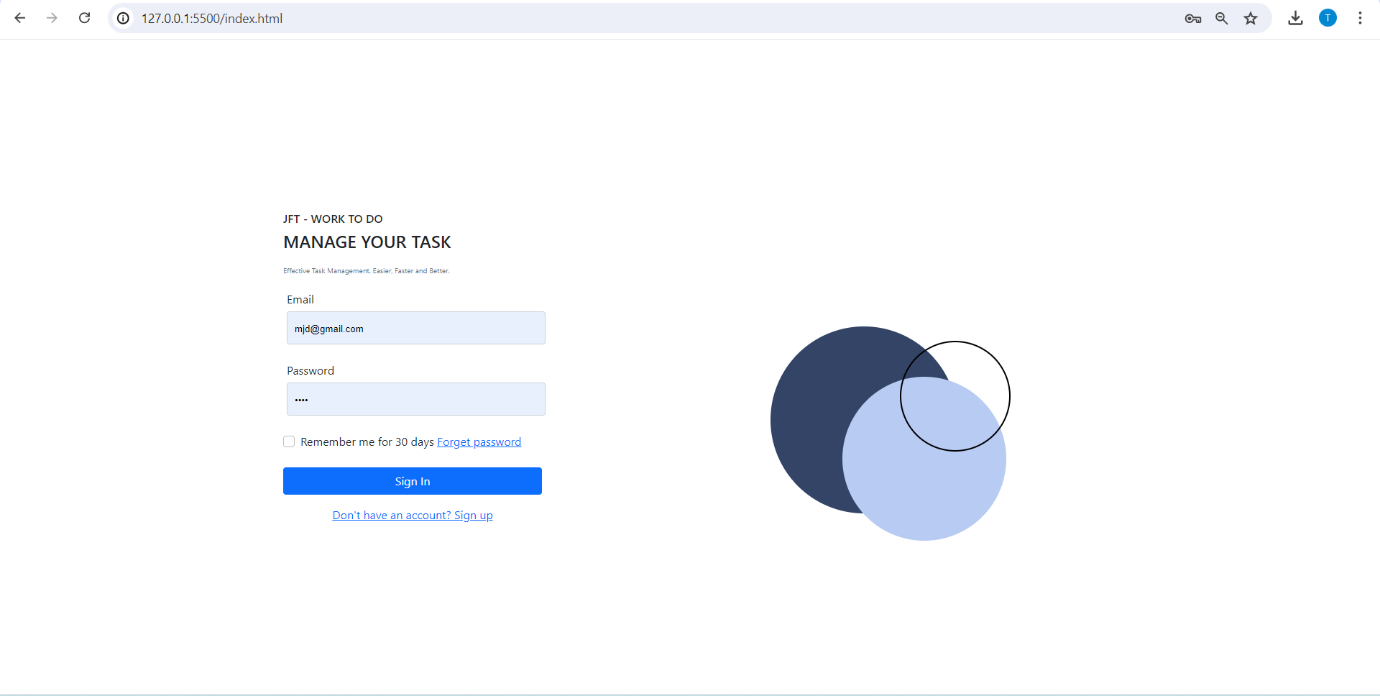 127.0.0.1:5500/index.html
T
JFT - WORK TO DO
MANAGE YOUR TASK
Effective Task Management. Easier, Faster and Better.
Email
mjd@gmail.com
Password
••••
Remember me for 30 days Forget password
Sign In
Don't have an account? Sign up